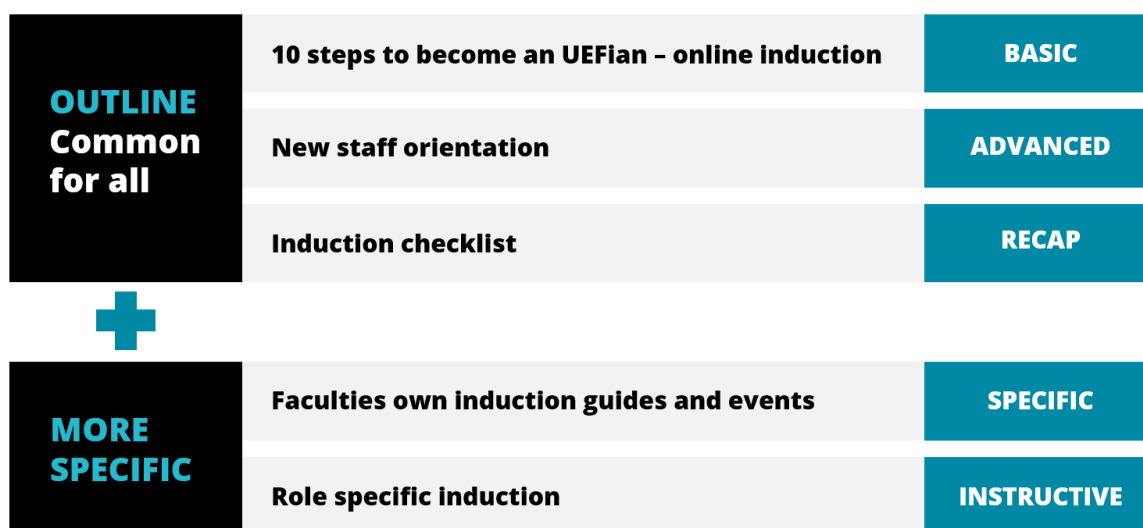 OUTLINE
Common
for all
10 steps to become an UEFian – online induction
BASIC
New staff orientation
ADVANCED
Induction checklist
RECAP
MORE
SPECIFIC
Faculties own induction guides and events
SPECIFIC
Role specific induction
INSTRUCTIVE